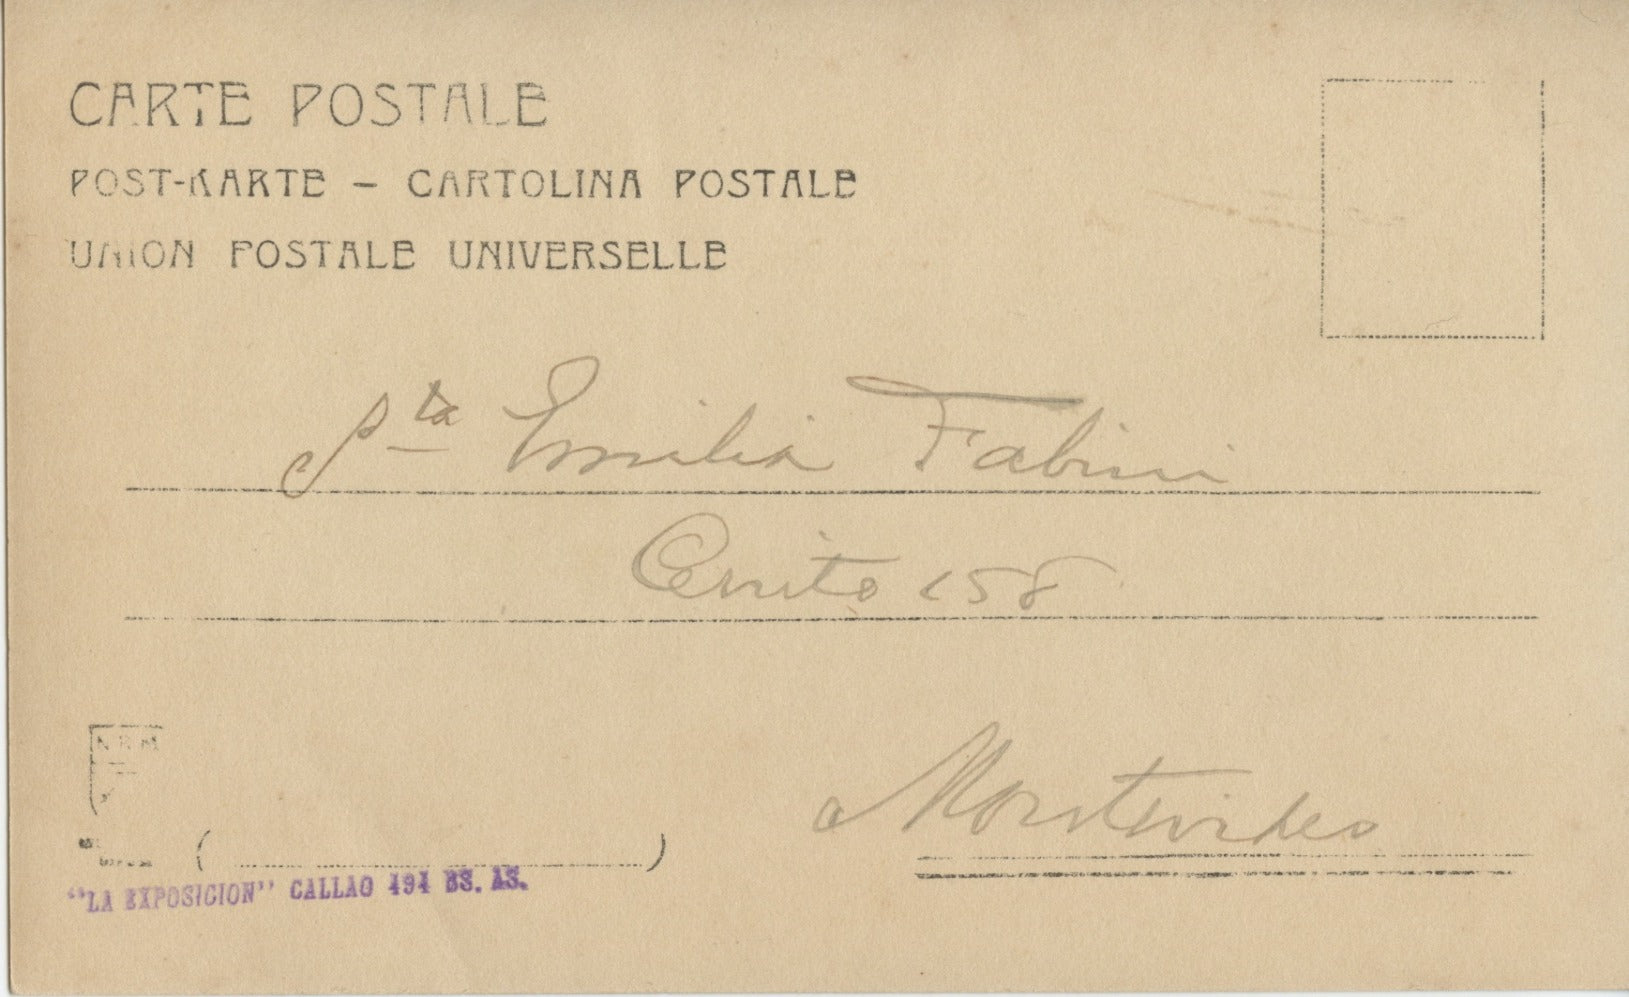 CARTE POSTALE
POST-KARTE – CARTOLINA POSTALE
UNION POSTALE UNIVERSELLE
Sta Emilia Fabini
Cerrito 158
Montevideo
"LA EXPOSICION" CALLAO 494 BS. AS.